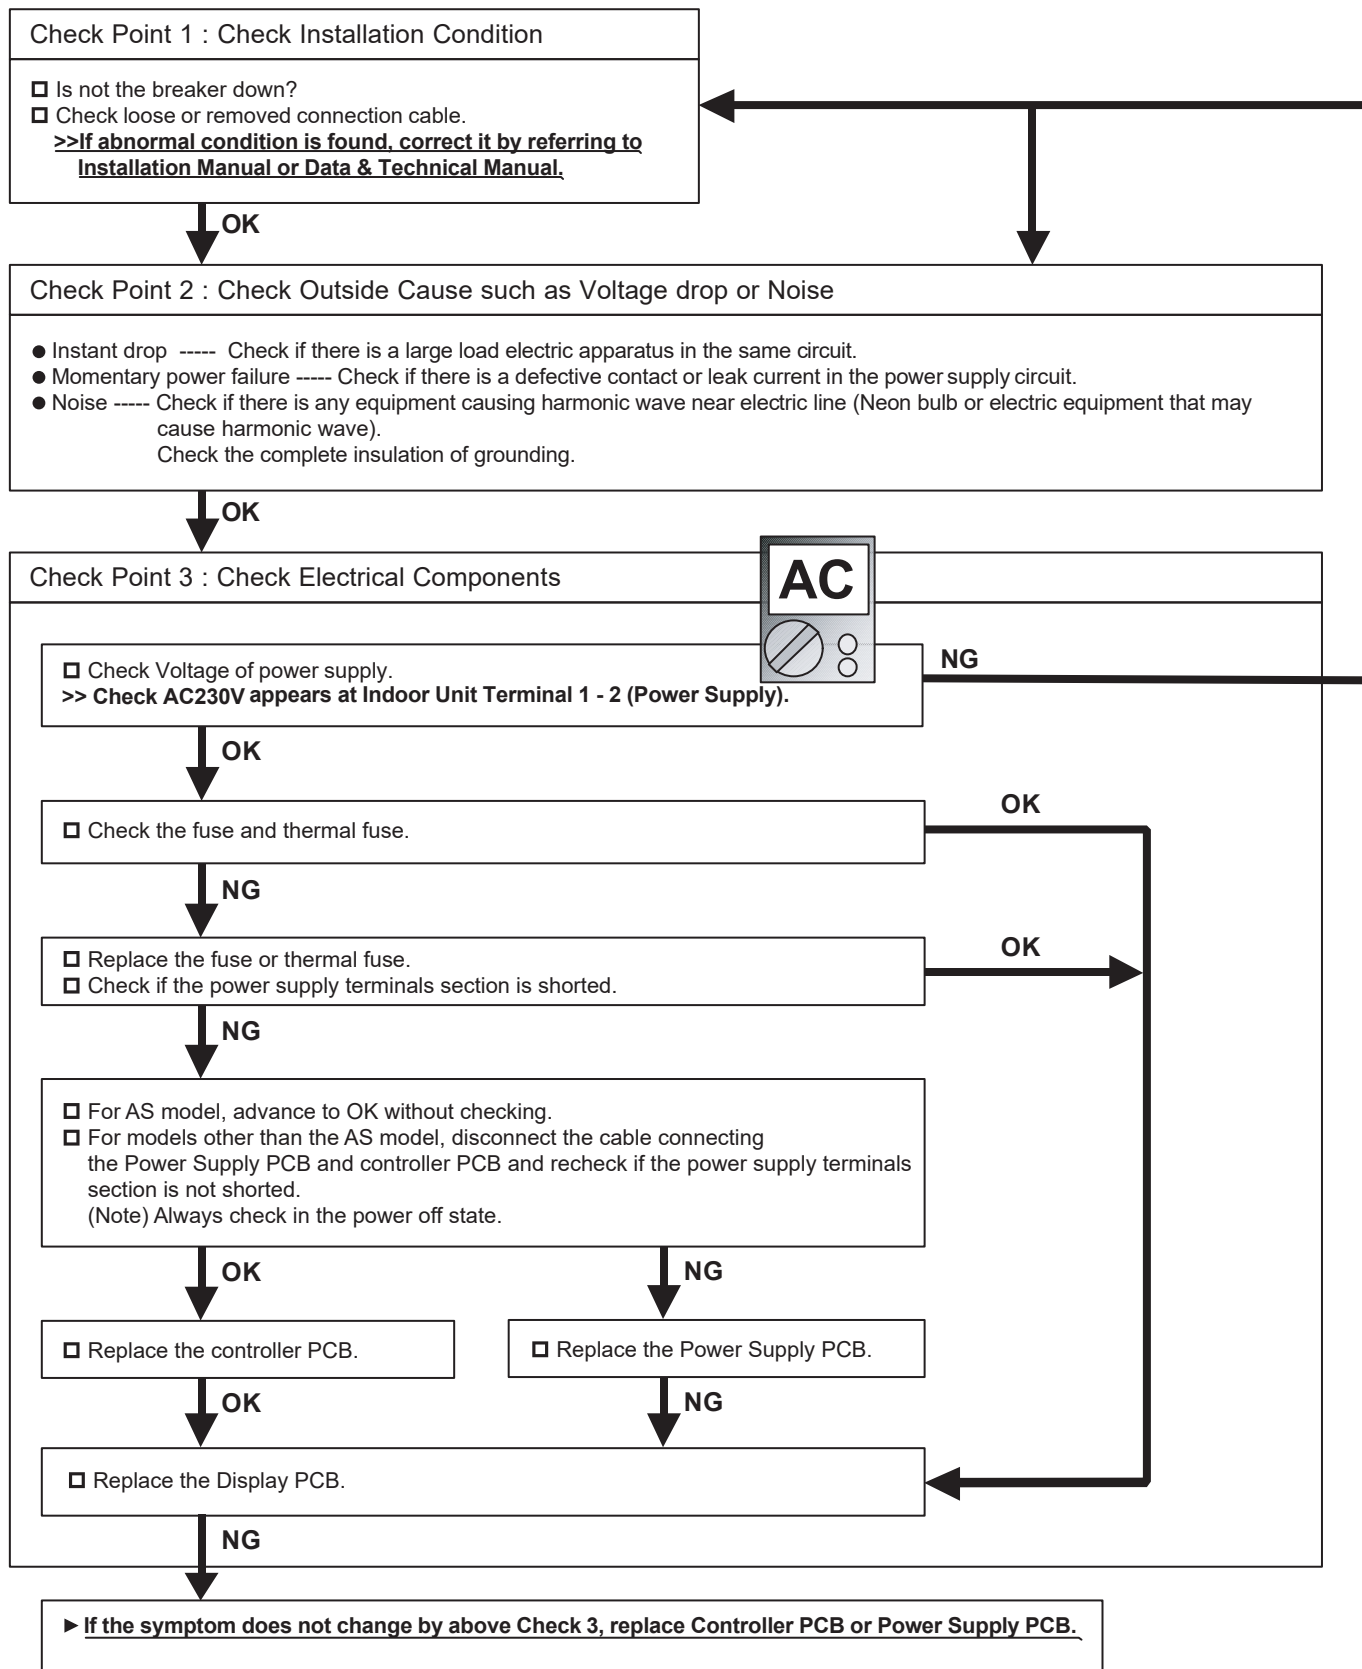 Check Point 1 : Check Installation Condition
Is not the breaker down?
Check loose or removed connection cable.
>>If abnormal condition is found, correct it by referring to
Installation Manual or Data & Technical Manual.
OK
Check Point 2 : Check Outside Cause such as Voltage drop or Noise
● Instant drop ----- Check if there is a large load electric apparatus in the same circuit.
● Momentary power failure ----- Check if there is a defective contact or leak current in the power supply circuit.
● Noise ----- Check if there is any equipment causing harmonic wave near electric line (Neon bulb or electric equipment that may
cause harmonic wave).
Check the complete insulation of grounding.
OK
Check Point 3 : Check Electrical Components
AC
Check Voltage of power supply.
>> Check AC230V appears at Indoor Unit Terminal 1 - 2 (Power Supply).
NG
OK
Check the fuse and thermal fuse.
OK
NG
Replace the fuse or thermal fuse.
Check if the power supply terminals section is shorted.
OK
NG
For AS model, advance to OK without checking.
For models other than the AS model, disconnect the cable connecting
the Power Supply PCB and controller PCB and recheck if the power supply terminals
section is not shorted.
(Note) Always check in the power off state.
OK
NG
Replace the controller PCB.
Replace the Power Supply PCB.
OK
NG
Replace the Display PCB.
NG
►If the symptom does not change by above Check 3, replace Controller PCB or Power Supply PCB.